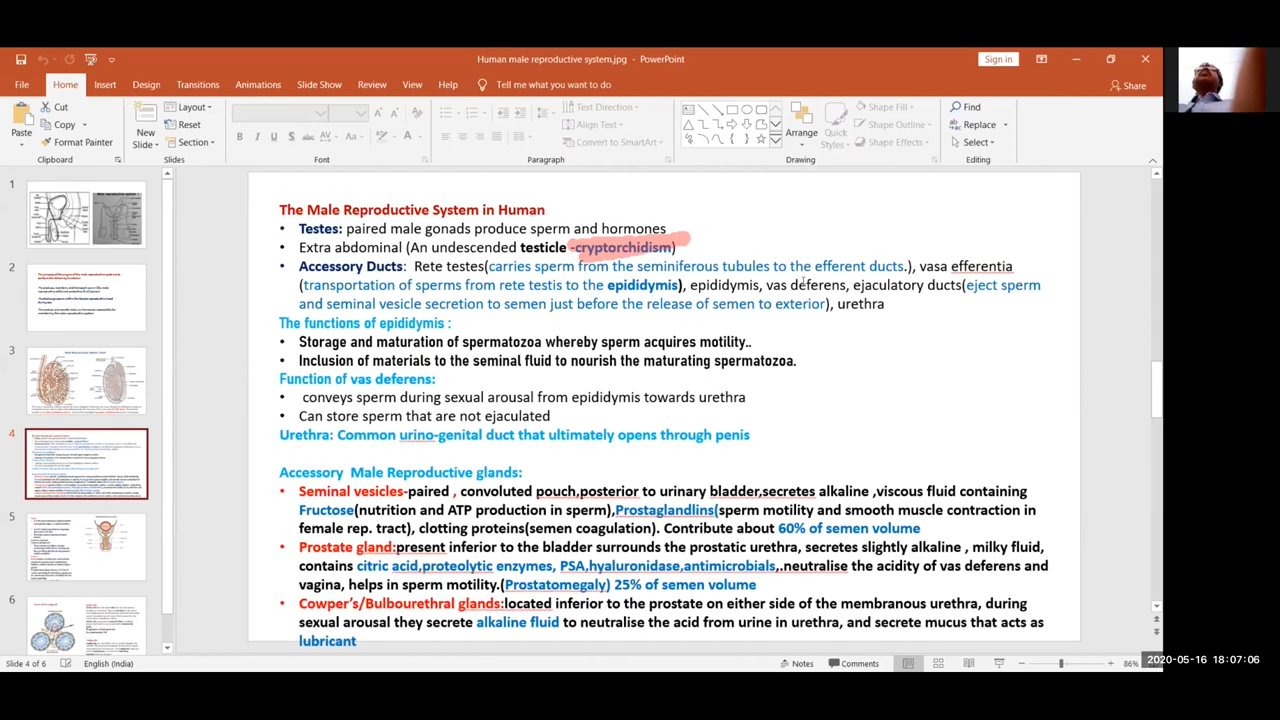 Human male reproductive system.jpg - PowerPoint
Sign in
File Home Insert Design Transitions Animations Slide Show Review View Help Tell me what you want to do
Share
Paste
Cut
Copy
Format Painter
Clipboard
New Slide
Layout
Reset
Section
Slides
Font
Text Direction
Align Text
Convert to SmartArt
Paragraph
Arrange
Quick Styles
Shape Fill
Shape Outline
Shape Effects
Drawing
Find
Replace
Select
Editing
1
2
3
4
5
6
The Male Reproductive System in Human
• Testes: paired male gonads produce sperm and hormones
• Extra abdominal (An undescended testicle -cryptorchidism)
• Accessory Ducts: Rete testes(carries sperm from the seminiferous tubules to the efferent ducts.), vasa efferentia
(transportation of sperms from rete testis to the epididymis), epididymis, vas deferens, ejaculatory ducts(eject sperm
and seminal vesicle secretion to semen just before the release of semen to exterior), urethra
The functions of epididymis :
• Storage and maturation of spermatozoa whereby sperm acquires motility..
• Inclusion of materials to the seminal fluid to nourish the maturating spermatozoa.
Function of vas deferens:
• conveys sperm during sexual arousal from epididymis towards urethra
• Can store sperm that are not ejaculated
Urethra: Common urino-genital duct that ultimately opens through penis
Accessory Male Reproductive glands:
• Seminal vesicles-paired , convoluted pouch,posterior to urinary bladder,secretes alkaline ,viscous fluid containing
Fructose(nutrition and ATP production in sperm),Prostaglandins(sperm motility and smooth muscle contraction in
female rep. tract), clotting protein (semen coagulation). Contributes about 60% of semen volume
• Prostate gland:present inferior to the bladder surrounds the prostatic urethra, secretes slightly alkane , milky fluid,
contains citric acid,proteolytic enzymes, PSA,hyaluronidase,antimicrobials,.neutralise the acidity of vas deferens and
vagina, helps in sperm motility.(Prostatomegaly) 25% of semen volume
• Cowper's/Bulbourethral glands:located inferior to the prostate on either side of the membranous urethra, during
sexual arousal they secrete alkaline fluid to neutralise the acid from urine in urethra, and secrete mucus that acts as
lubricant
Slide 4 of 6 English (India) Notes Comments 86%
2020-05-16 18:07:06